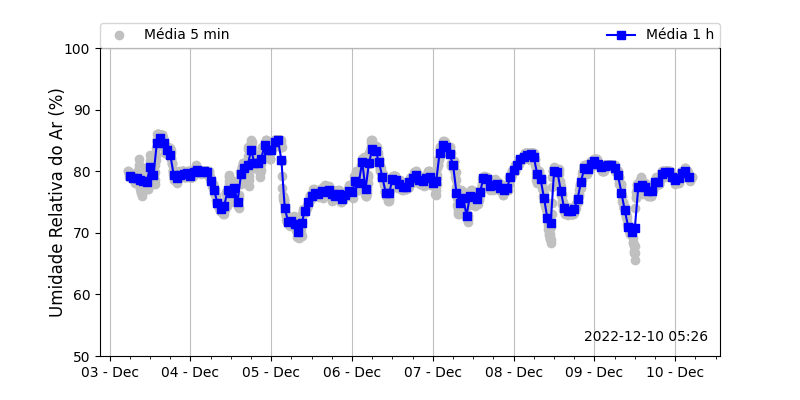 Média 5 min
Média 1 h
Umidade Relativa do Ar (%)
100
90
80
70
60
50
2022-12-10 05:26
03 - Dec
04 - Dec
05 - Dec
06 - Dec
07 - Dec
08 - Dec
09 - Dec
10 - Dec